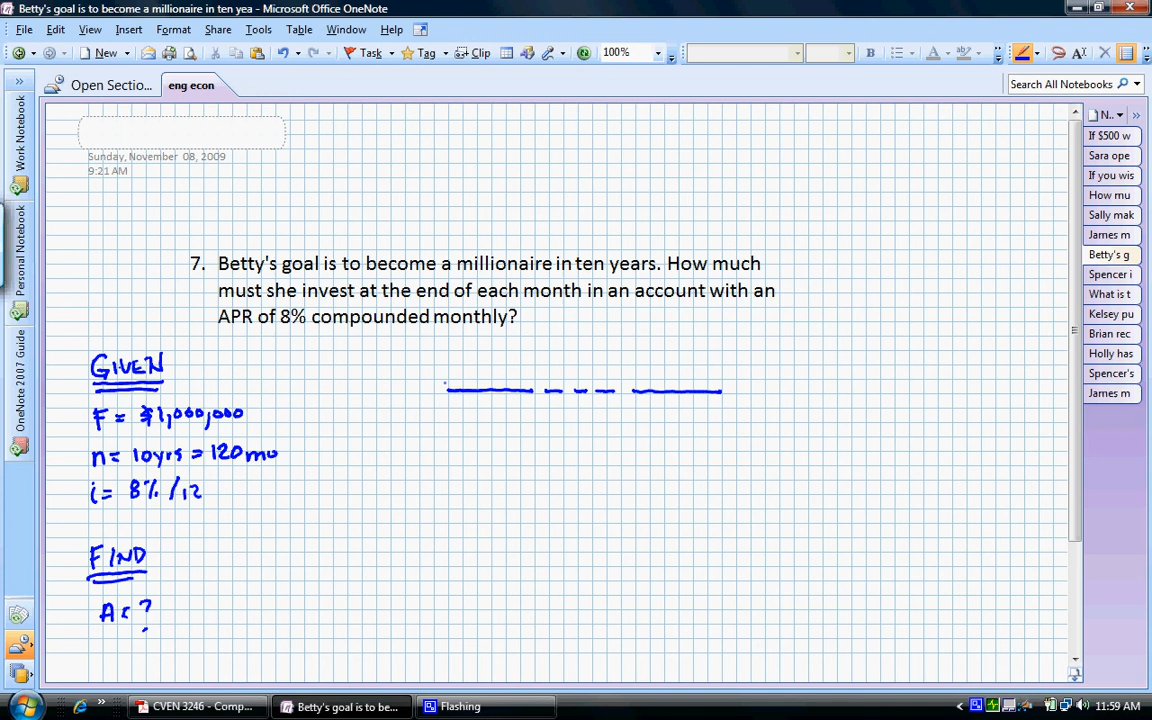 Betty's goal is to become a millionaire in ten yea - Microsoft Office OneNote
File Edit View Insert Format Share Tools Table Window Help
New Task Tag Clip 100% B A
Open Sectio... eng econ Search All Notebooks
Work Notebook
Personal Notebook
OneNote 2007 Guide
Sunday, November 08, 2009
9:21 AM
7. Betty's goal is to become a millionaire in ten years. How much
must she invest at the end of each month in an account with an
APR of 8% compounded monthly?
GIVEN
F = $1,000,000
n = 10yrs = 120mo
i = 8% /12
FIND
A = ?
N..
If $500 w
Sara ope
If you wis
How mu
Sally mak
James m
Betty's g
Spencer i
What is t
Kelsey pu
Brian rec
Holly has
Spencer's
James m
CVEN 3246 - Comp... Betty's goal is to be... Flashing 11:59 AM